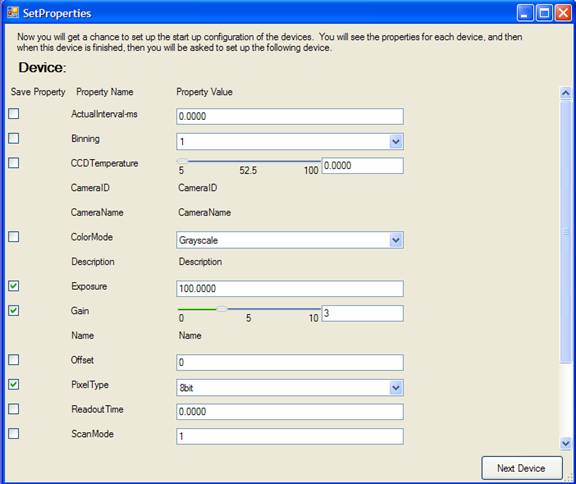 SetProperties
Now you will get a chance to set up the start up configuration of the devices. You will see the properties for each device, and then
when this device is finished, then you will be asked to set up the following device.
Device:
Save Property Property Name Property Value
ActualInterval-ms 0.0000
Binning 1
CCDTemperature 0.0000
5 52.5 100
CameraID CameraID
CameraName CameraName
ColorMode Grayscale
Description Description
Exposure 100.0000
Gain 3
0 5 10
Name Name
Offset 0
PixelType 8bit
ReadoutTime 0.0000
ScanMode 1
Next Device